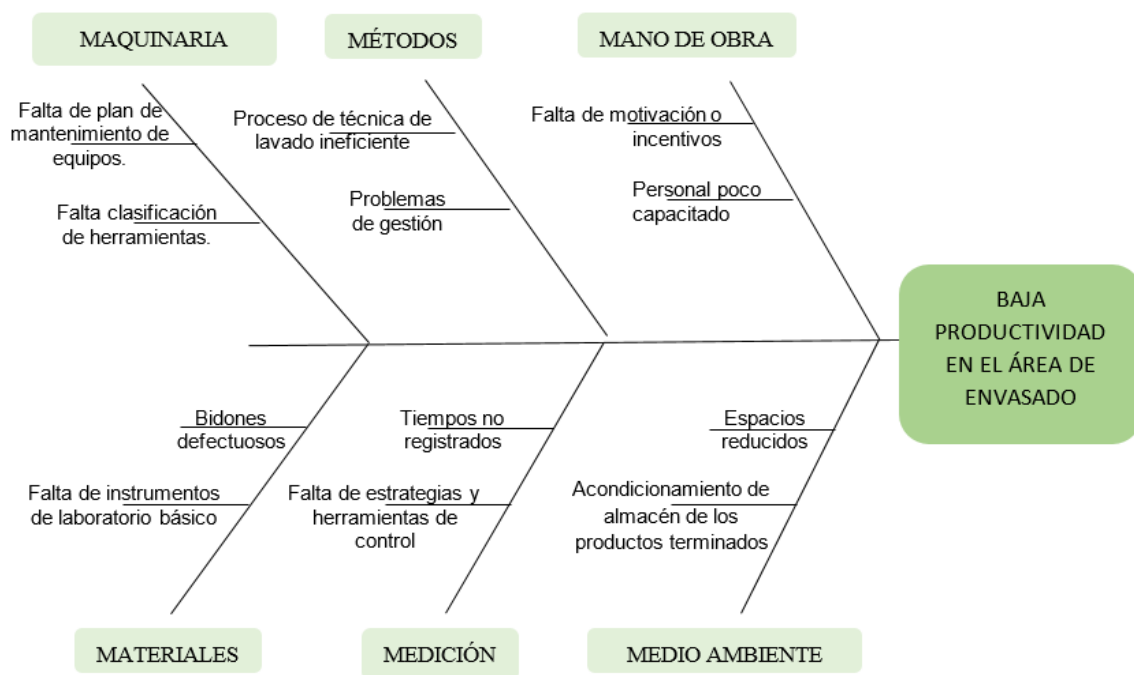 MAQUINARIA
MÉTODOS
MANO DE OBRA
Falta de plan de
mantenimiento de
equipos.
Falta clasificación
de herramientas.
Proceso de técnica de
lavado ineficiente
Problemas
de gestión
Falta de motivación o
incentivos
Personal poco
capacitado
BAJA
PRODUCTIVIDAD
EN EL ÁREA DE
ENVASADO
Bidones
defectuosos
Falta de instrumentos
de laboratorio básico
Tiempos no
registrados
Falta de estrategias y
herramientas de
control
Espacios
reducidos
Acondicionamiento de
almacén de los
productos terminados
MATERIALES
MEDICIÓN
MEDIO AMBIENTE